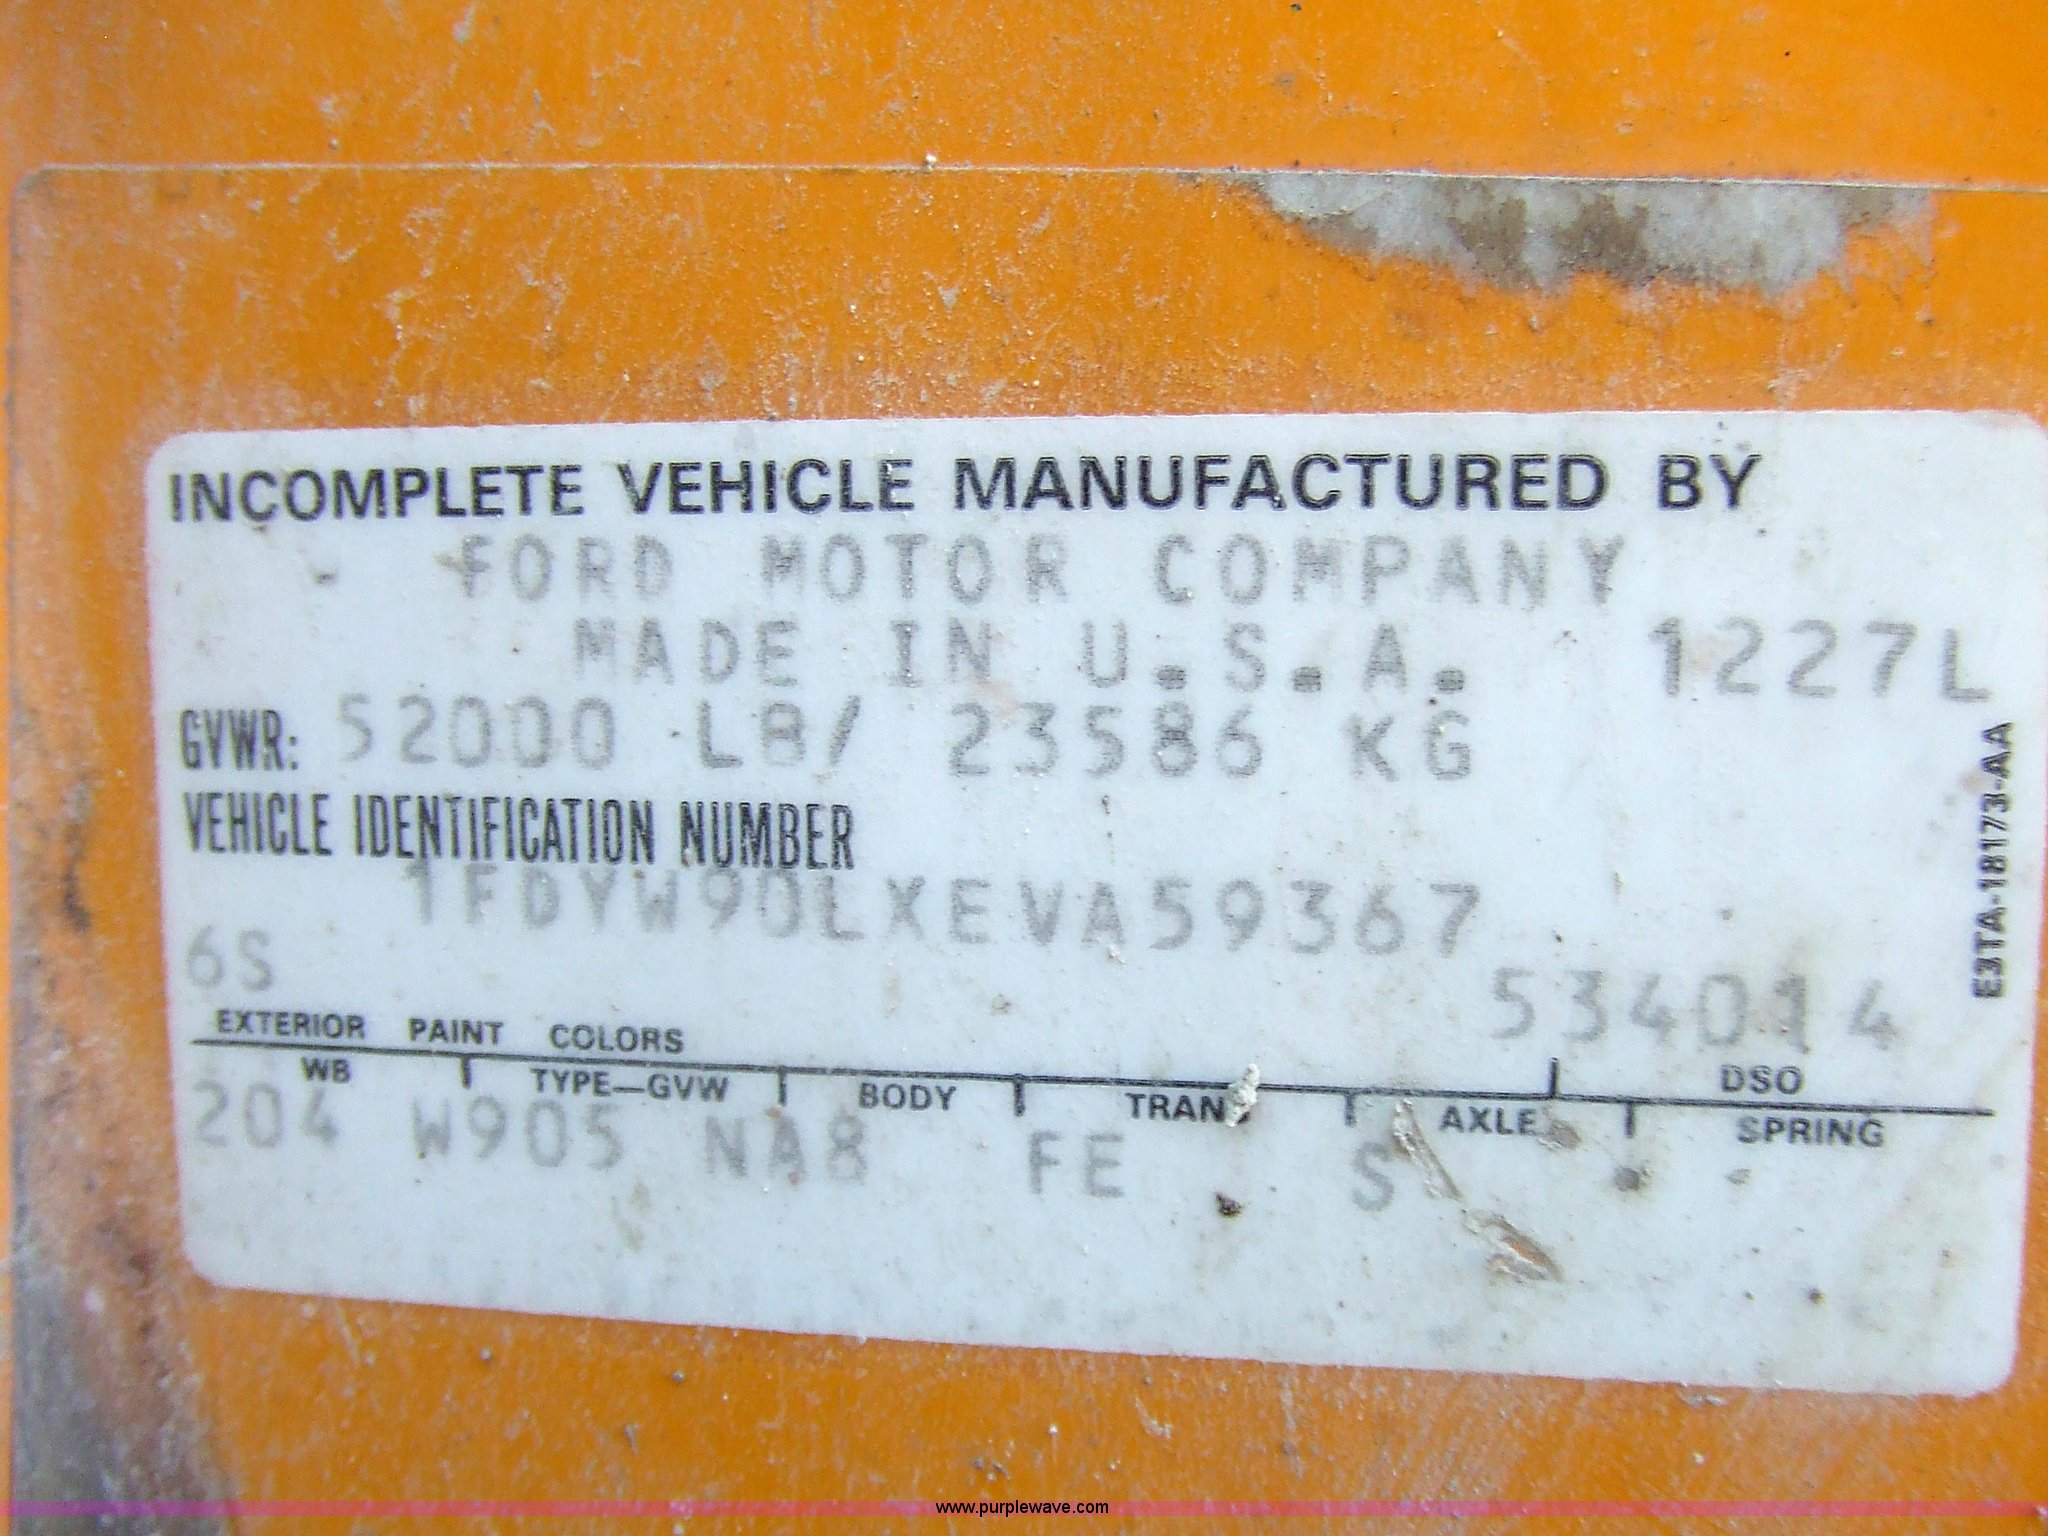 INCOMPLETE VEHICLE MANUFACTURED BY
FORD MOTOR COMPANY
MADE IN U.S.A. 1227L
GVWR: 52000 LB/ 23586 KG
VEHICLE IDENTIFICATION NUMBER
1FDYW90LXEVA59367
6S
534014
EXTERIOR PAINT COLORS
DSO
WB TYPE—GVW BODY TRANS AXLE SPRING
204 W905 NA8 FE S
E3TA-18173-AA
www.purplewave.com